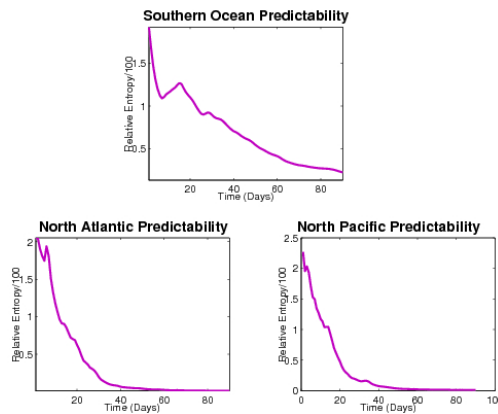 Southern Ocean Predictability
Relative Entropy/100
1.5
1
0.5
20 40 60 80
Time (Days)
North Atlantic Predictability
Relative Entropy/100
2
1.5
1
0.5
20 40 60 80
Time (Days)
North Pacific Predictability
Relative Entropy/100
2.5
2
1.5
1
0.5
0
0 20 40 60 80 100
Time (Days)